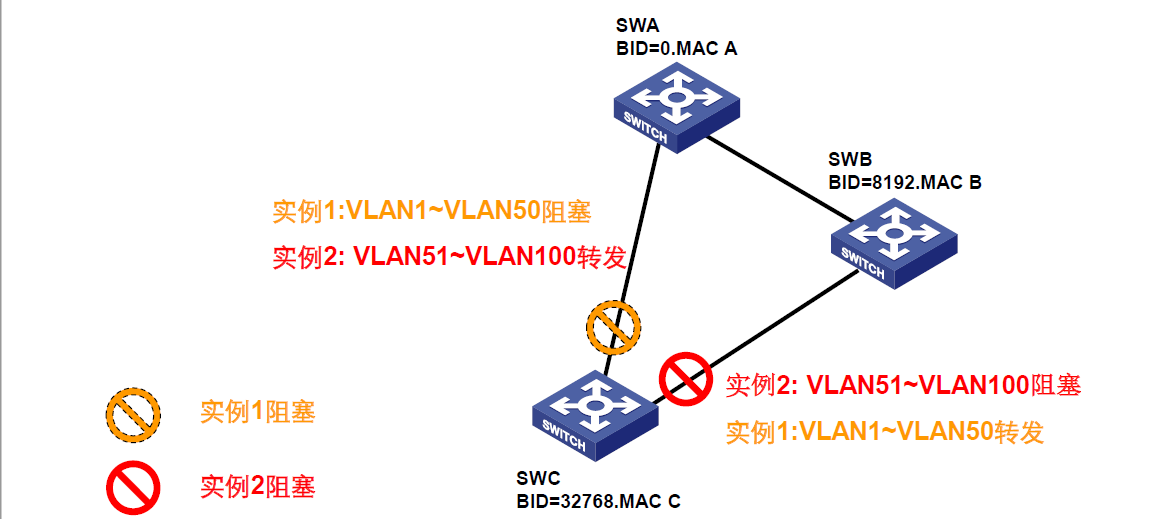 SWA
BID=0.MAC A
SWITCH
SWB
BID=8192.MAC B
SWITCH
实例1:VLAN1~VLAN50阻塞
实例2: VLAN51~VLAN100转发
实例2: VLAN51~VLAN100阻塞
实例1:VLAN1~VLAN50转发
SWITCH
SWC
BID=32768.MAC C
实例1阻塞
实例2阻塞